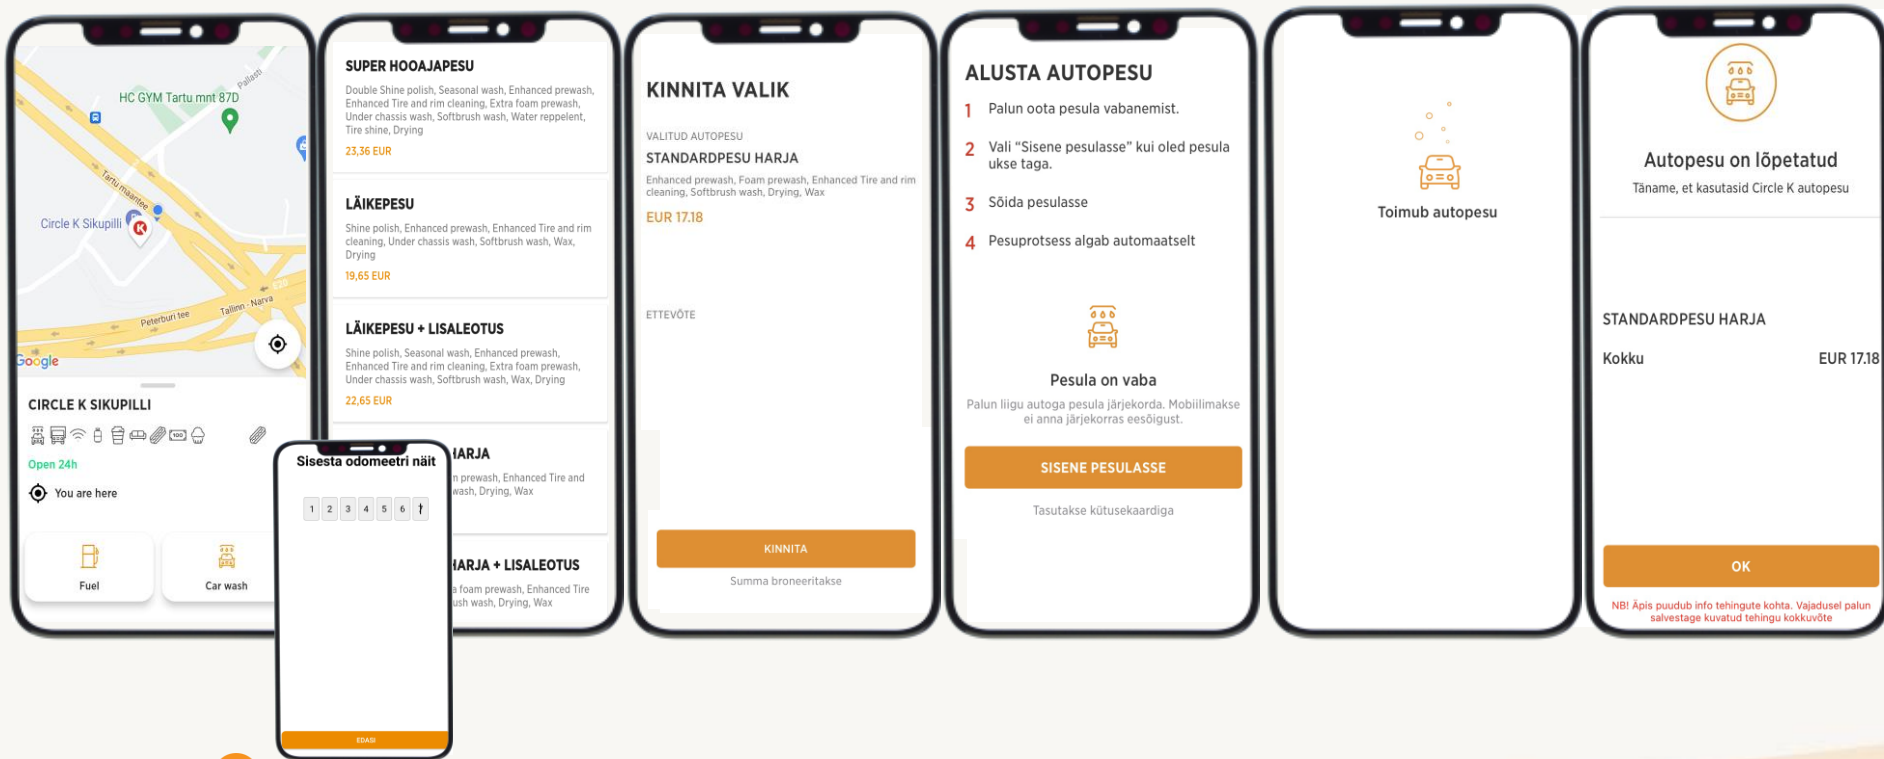 HC GYM Tartu mnt 87D
Pallasti
Tartu maantee
Circle K Sikupilli
K
E20
Tallinn - Narva
Peterburi tee
Google
CIRCLE K SIKUPILLI
100
Open 24h
You are here
Fuel
Car wash
SUPER HOOAJAPESU
Double Shine polish, Seasonal wash, Enhanced prewash,
Enhanced Tire and rim cleaning, Extra foam prewash,
Under chassis wash, Softbrush wash, Water reppelent,
Tire shine, Drying
23,36 EUR
LÄIKEPESU
Shine polish, Enhanced prewash, Enhanced Tire and rim
cleaning, Under chassis wash, Softbrush wash, Wax,
Drying
19,65 EUR
LÄIKEPESU + LISALEOTUS
Shine polish, Seasonal wash, Enhanced prewash,
Enhanced Tire and rim cleaning, Extra foam prewash,
Under chassis wash, Softbrush wash, Wax, Drying
22,65 EUR
HARJA
prewash, Enhanced Tire and
wash, Drying, Wax
HARJA + LISALEOTUS
foam prewash, Enhanced Tire
wash, Drying, Wax
Sisesta odomeetri näit
1 2 3 4 5 6
EDASI
KINNITA VALIK
VALITUD AUTOPESU
STANDARDPESU HARJA
Enhanced prewash, Foam prewash, Enhanced Tire and rim
cleaning, Softbrush wash, Drying, Wax
EUR 17.18
ETTEVÕTE
KINNITA
Summa broneeritakse
ALUSTA AUTOPESU
1 Palun oota pesula vabanemist.
2 Vali "Sisene pesulasse" kui oled pesula
ukse taga.
3 Sõida pesulasse
4 Pesuprotsess algab automaatselt
Pesula on vaba
Palun liigu autoga pesula järjekorda. Mobiilimakse
ei anna järjekorras eesõigust.
SISENE PESULASSE
Tasutakse kütusekaardiga
Toimub autopesu
Autopesu on lõpetatud
Täname, et kasutasid Circle K autopesu
STANDARDPESU HARJA
Kokku EUR 17.18
OK
NB! Äpis puudub info tehingute kohta. Vajadusel palun
salvestage kuvatud tehingu kokkuvõte